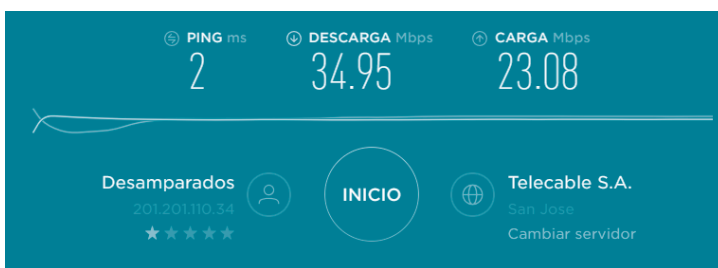 PING ms
DESCARGA Mbps
CARGA Mbps
2
34.95
23.08
Desamparados
201.201.110.34
INICIO
Telecable S.A.
San Jose
Cambiar servidor